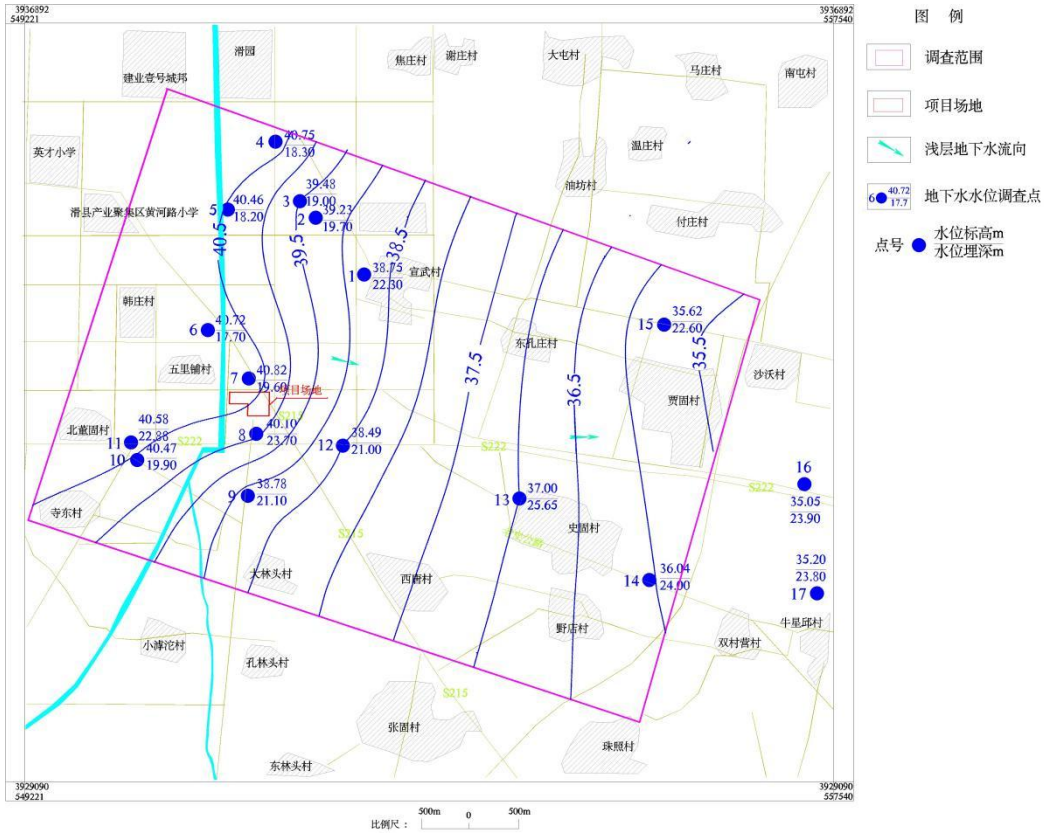 3936892
549221
557540
图 例
调查范围
项目场地
浅层地下水流向
6 40.72
17.7
地下水水位调查点
点号 水位标高m
水位埋深m
滑园
焦庄村
谢庄村
大屯村
马庄村
南屯村
建业壹号城邦
英才小学
温庄村
油坊村
付庄村
4 40.75
18.30
滑县产业聚集区黄河路小学
5 40.46
18.20
3 39.48
19.00
2 39.23
19.70
40.5
39.5
38.5
1 38.75
22.30
宣武村
韩庄村
6 40.72
17.70
15 35.62
22.60
东孔庄村
35.5
37.5
36.5
沙沃村
五里铺村
7 40.82
19.60
项目场地
贾固村
S215
北董固村
S222
8 40.10
23.70
11 40.58
22.88
10 40.47
19.90
12 38.49
21.00
S222
16
35.05
23.90
S222
9 38.78
21.10
13 37.00
25.65
寺东村
史固村
S215
35.20
23.80
17
大林头村
西唐村
14 36.04
24.00
野店村
牛星邱村
双村营村
小滹沱村
孔林头村
S215
张固村
珠照村
东林头村
3929090
549221
3929090
557540
比例尺：
500m 0 500m